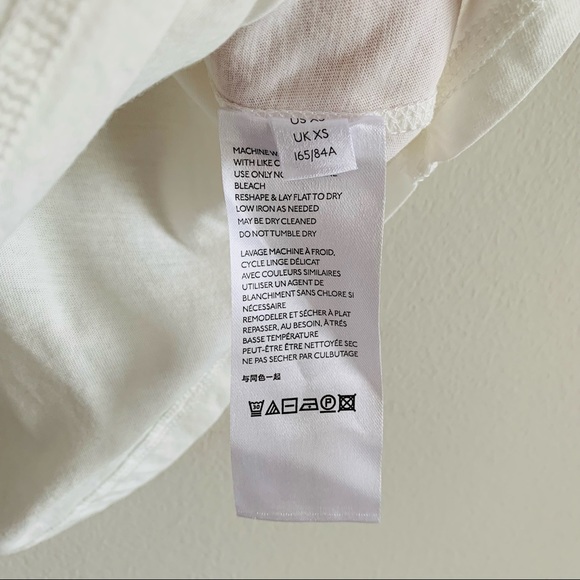 UK XS
165/84A
MACHINE
WITH LIKE
USE ONLY
BLEACH
RESHAPE & LAY FLAT TO DRY
LOW IRON AS NEEDED
MAY BE DRY CLEANED
DO NOT TUMBLE DRY
LAVAGE MACHINE À FROID,
CYCLE LINGE DÉLICAT
AVEC COULEURS SIMILAIRES
UTILISER UN AGENT DE
BLANCHIMENT SANS CHLORE SI
NÉCESSAIRE
REMODELER ET SÉCHER À PLAT
REPASSER, AU BESOIN, À TRÉS
BASSE TEMPÉRATURE
PEUT-ÊTRE ÊTRE NETTOYÉE SEC
NE PAS SECHER PAR CULBUTAGE
与同色一起
30
P